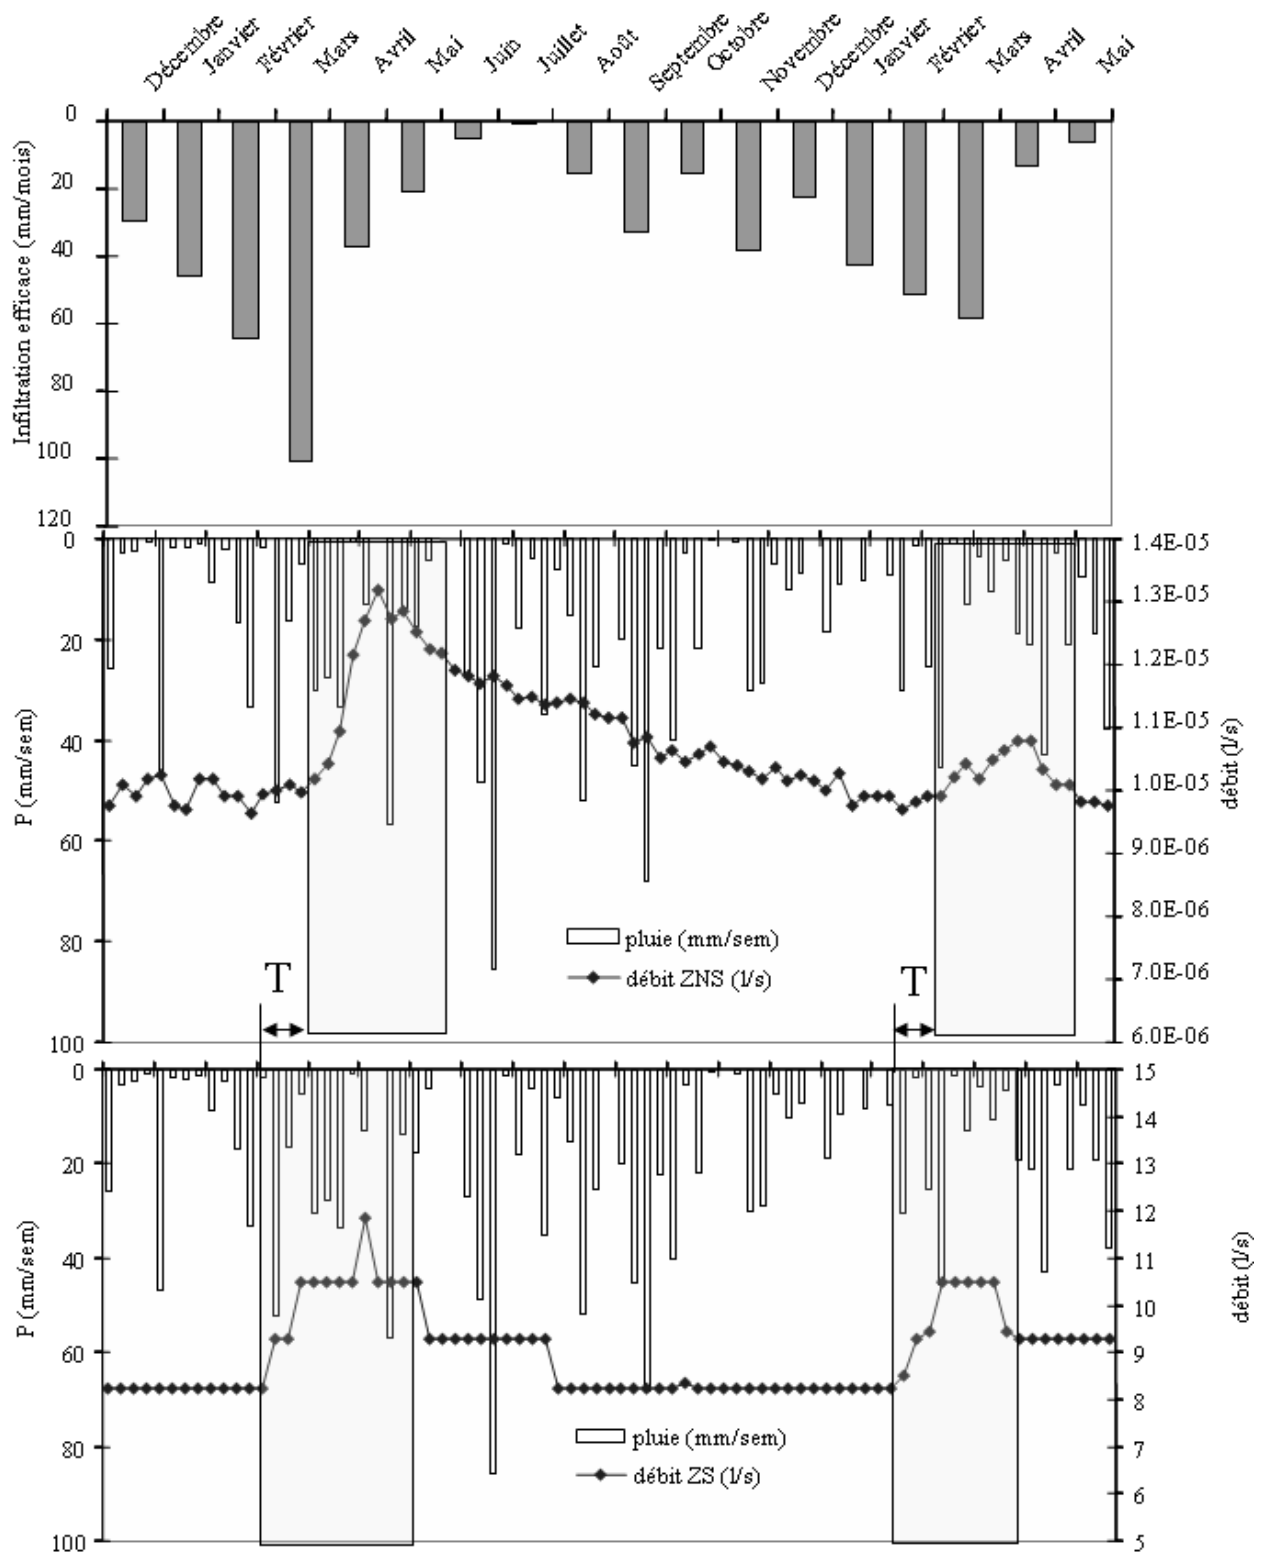 Décembre Janvier Février Mars Avril Mai Juin Juillet Août Septembre Octobre Novembre Décembre Janvier Février Mars Avril Mai
Infiltration efficace (mm/mois)
0
20
40
60
80
100
120
P (mm/sem)
0
20
40
60
80
100
débit (l/s)
1.4E-05
1.3E-05
1.2E-05
1.1E-05
1.0E-05
9.0E-06
8.0E-06
7.0E-06
6.0E-06
pluie (mm/sem)
débit ZNS (l/s)
T
T
P (mm/sem)
0
20
40
60
80
100
débit (l/s)
15
14
13
12
11
10
9
8
7
6
5
pluie (mm/sem)
débit ZS (l/s)